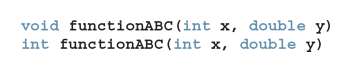 void functionABC(int x, double y)
int functionABC(int x, double y)